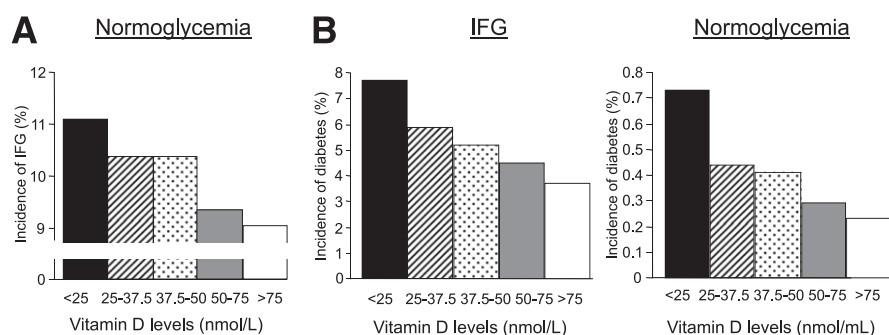 A
Normoglycemia
Incidence of IFG (%)
12
11
10
9
0
<25 25-37.5 37.5-50 50-75 >75
Vitamin D levels (nmol/L)
B
IFG
Incidence of diabetes (%)
8
7
6
5
4
3
2
1
0
<25 25-37.5 37.5-50 50-75 >75
Vitamin D levels (nmol/L)
Normoglycemia
Incidence of diabetes (%)
0.8
0.7
0.6
0.5
0.4
0.3
0.2
0.1
0
<25 25-37.5 37.5-50 50-75 >75
Vitamin D levels (nmol/mL)